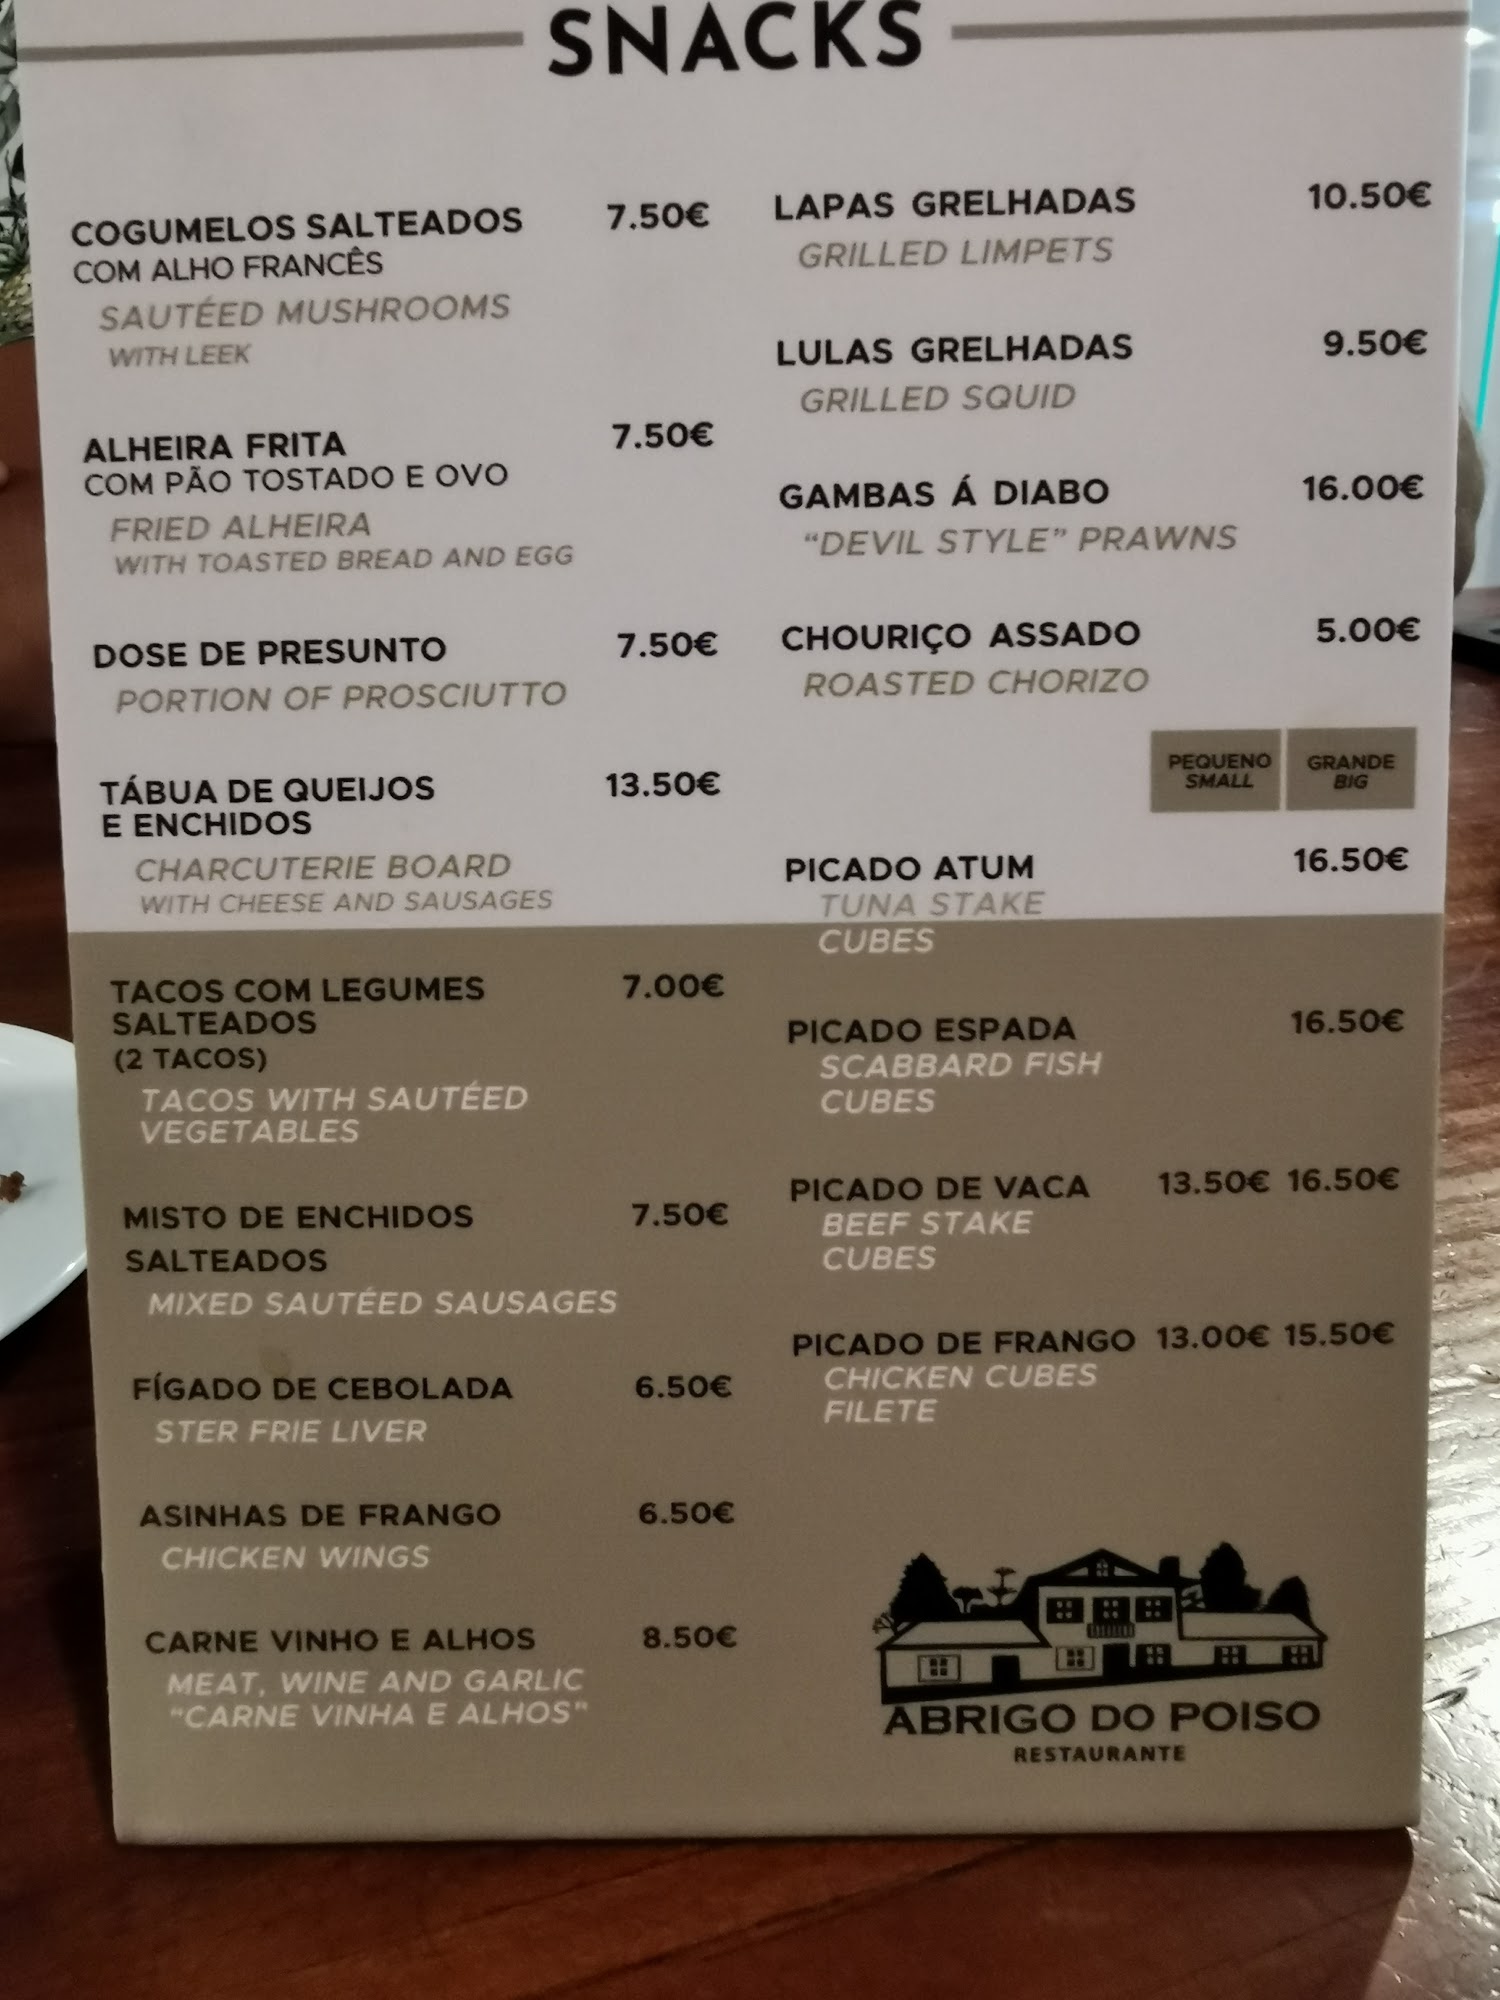 SNACKS
COGUMELOS SALTEADOS 7.50€
COM ALHO FRANCÊS
SAUTÉED MUSHROOMS
WITH LEEK
ALHEIRA FRITA 7.50€
COM PÃO TOSTADO E OVO
FRIED ALHEIRA
WITH TOASTED BREAD AND EGG
DOSE DE PRESUNTO 7.50€
PORTION OF PROSCIUTTO
TÁBUA DE QUEIJOS 13.50€
E ENCHIDOS
CHARCUTERIE BOARD
WITH CHEESE AND SAUSAGES
TACOS COM LEGUMES 7.00€
SALTEADOS
(2 TACOS)
TACOS WITH SAUTÉED
VEGETABLES
MISTO DE ENCHIDOS 7.50€
SALTEADOS
MIXED SAUTÉED SAUSAGES
FÍGADO DE CEBOLADA 6.50€
STER FRIE LIVER
ASINHAS DE FRANGO 6.50€
CHICKEN WINGS
CARNE VINHO E ALHOS 8.50€
MEAT, WINE AND GARLIC
"CARNE VINHA E ALHOS"
LAPAS GRELHADAS 10.50€
GRILLED LIMPETS
LULAS GRELHADAS 9.50€
GRILLED SQUID
GAMBAS Á DIABO 16.00€
"DEVIL STYLE" PRAWNS
CHOURIÇO ASSADO 5.00€
ROASTED CHORIZO
PEQUENO GRANDE
SMALL BIG
PICADO ATUM 16.50€
TUNA STAKE
CUBES
PICADO ESPADA 16.50€
SCABBARD FISH
CUBES
PICADO DE VACA 13.50€ 16.50€
BEEF STAKE
CUBES
PICADO DE FRANGO 13.00€ 15.50€
CHICKEN CUBES
FILETE
ABRIGO DO POISO
RESTAURANTE